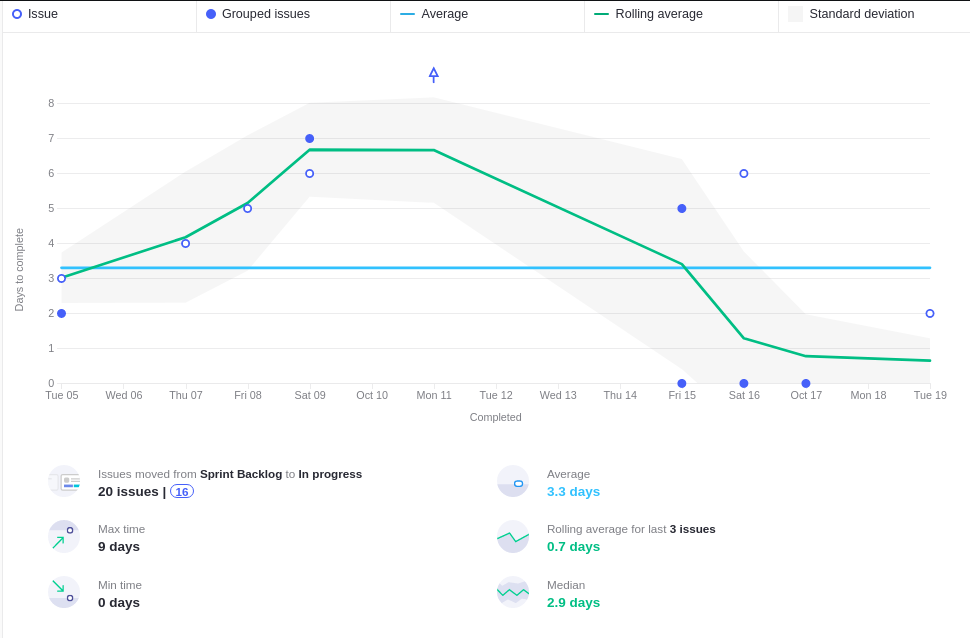 Issue
Grouped issues
Average
Rolling average
Standard deviation
8
7
6
5
4
3
2
1
0
Days to complete
Tue 05
Wed 06
Thu 07
Fri 08
Sat 09
Oct 10
Mon 11
Tue 12
Wed 13
Thu 14
Fri 15
Sat 16
Oct 17
Mon 18
Tue 19
Completed
Issues moved from Sprint Backlog to In progress
20 issues | 16
Average
3.3 days
Max time
9 days
Rolling average for last 3 issues
0.7 days
Min time
0 days
Median
2.9 days